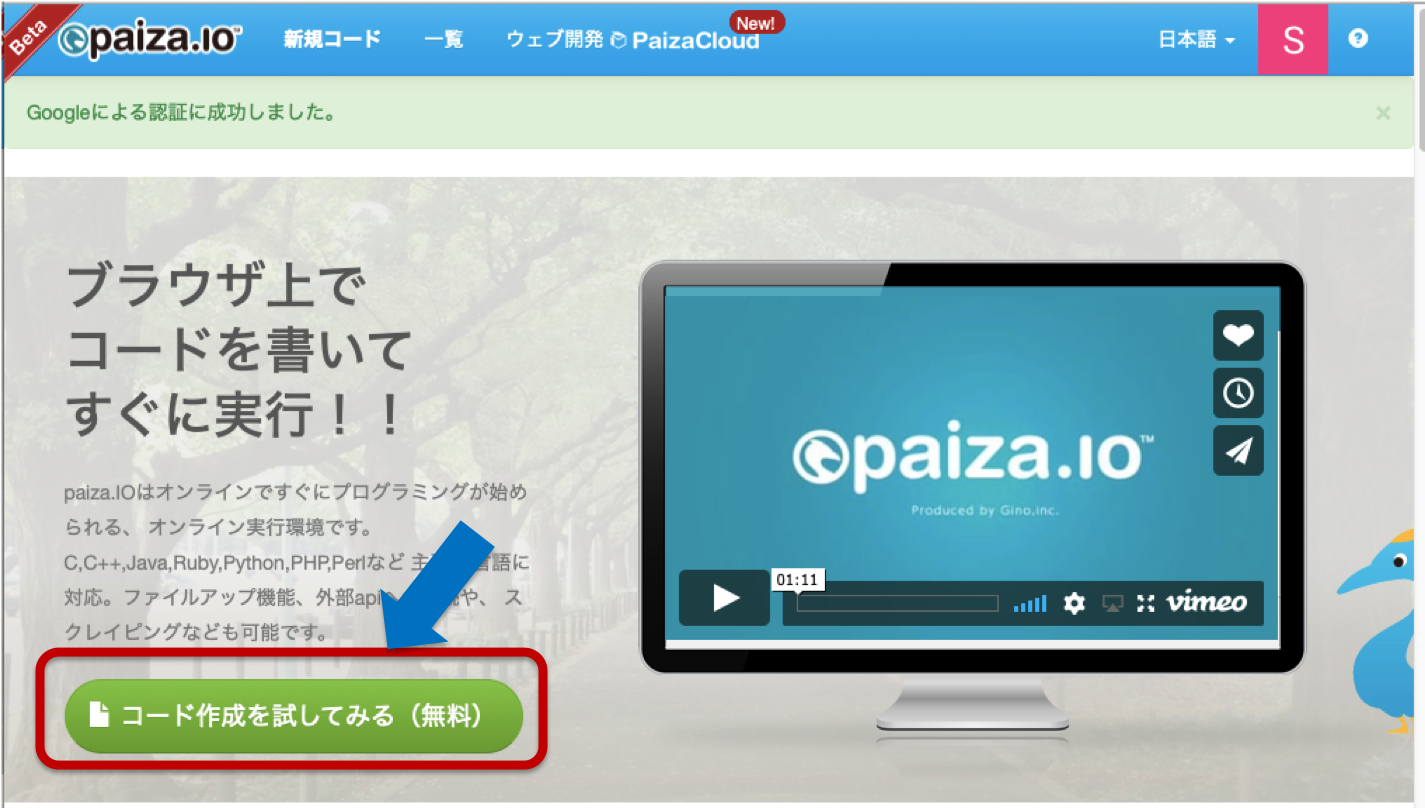 Beta
paiza.IO™
新規コード
一覧
ウェブ開発 PaizaCloud
New!
日本語
S
?
Googleによる認証に成功しました。
×
ブラウザ上で
コードを書いて
すぐに実行！！
paiza.IOはオンラインですぐにプログラミングが始め
られる、 オンライン実行環境です。
C,C++,Java,Ruby,Python,PHP,Perlなど 主 言語に
対応。ファイルアップ機能、外部api や、 ス
クレイピングなども可能です。
コード作成を試してみる（無料）
paiza.IO™
Produced by Gino,inc.
01:11
vimeo